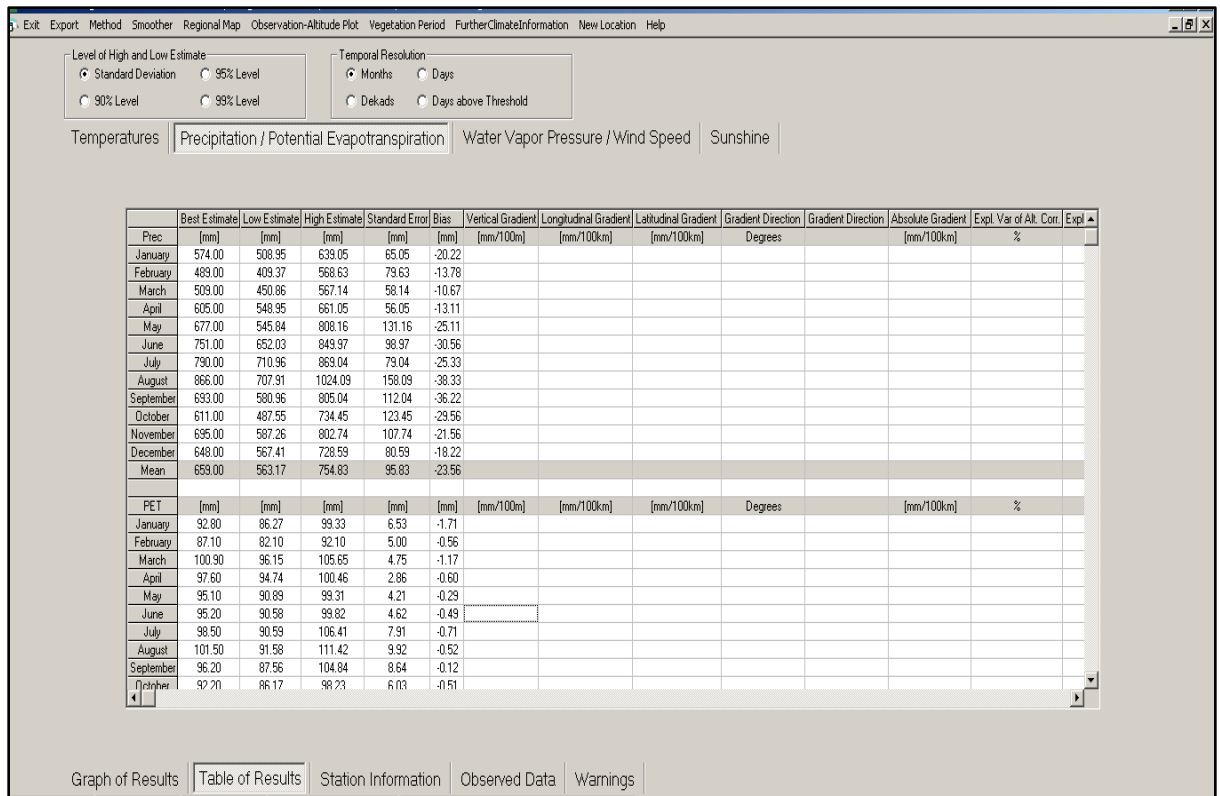 Exit Export Method Smoother Regional Map Observation-Altitude Plot Vegetation Period FurtherClimateInformation New Location Help
Level of High and Low Estimate Temporal Resolution
Standard Deviation 95% Level Months Days
90% Level 99% Level Dekads Days above Threshold
Temperatures Precipitation / Potential Evapotranspiration Water Vapor Pressure / Wind Speed Sunshine
Best Estimate Low Estimate High Estimate Standard Error Bias Vertical Gradient Longitudinal Gradient Latitudinal Gradient Gradient Direction Gradient Direction Absolute Gradient Expl. Var of Alt. Corr. Expl
Prec [mm] [mm] [mm] [mm] [mm] [mm/100m] [mm/100km] [mm/100km] Degrees [mm/100km] %
January 574.00 508.95 639.05 65.05 -20.22
February 489.00 409.37 568.63 79.63 -13.78
March 509.00 450.86 567.14 58.14 -10.67
April 605.00 548.95 661.05 56.05 -13.11
May 677.00 545.84 808.16 131.16 -25.11
June 751.00 652.03 849.97 98.97 -30.56
July 790.00 710.96 869.04 79.04 -25.33
August 866.00 707.91 1024.09 158.09 -38.33
September 693.00 580.96 805.04 112.04 -36.22
October 611.00 487.55 734.45 123.45 -29.56
November 695.00 587.26 802.74 107.74 -21.56
December 648.00 567.41 728.59 80.59 -18.22
Mean 659.00 563.17 754.83 95.83 -23.56
PET [mm] [mm] [mm] [mm] [mm] [mm/100m] [mm/100km] [mm/100km] Degrees [mm/100km] %
January 92.80 86.27 99.33 6.53 -1.71
February 87.10 82.10 92.10 5.00 -0.56
March 100.90 96.15 105.65 4.75 -1.17
April 97.60 94.74 100.46 2.86 -0.60
May 95.10 90.89 99.31 4.21 -0.29
June 95.20 90.58 99.82 4.62 -0.49
July 98.50 90.59 106.41 7.91 -0.71
August 101.50 91.58 111.42 9.92 -0.52
September 96.20 87.56 104.84 8.64 -0.12
October 92.20 86.17 98.23 6.03 -0.51
Graph of Results Table of Results Station Information Observed Data Warnings